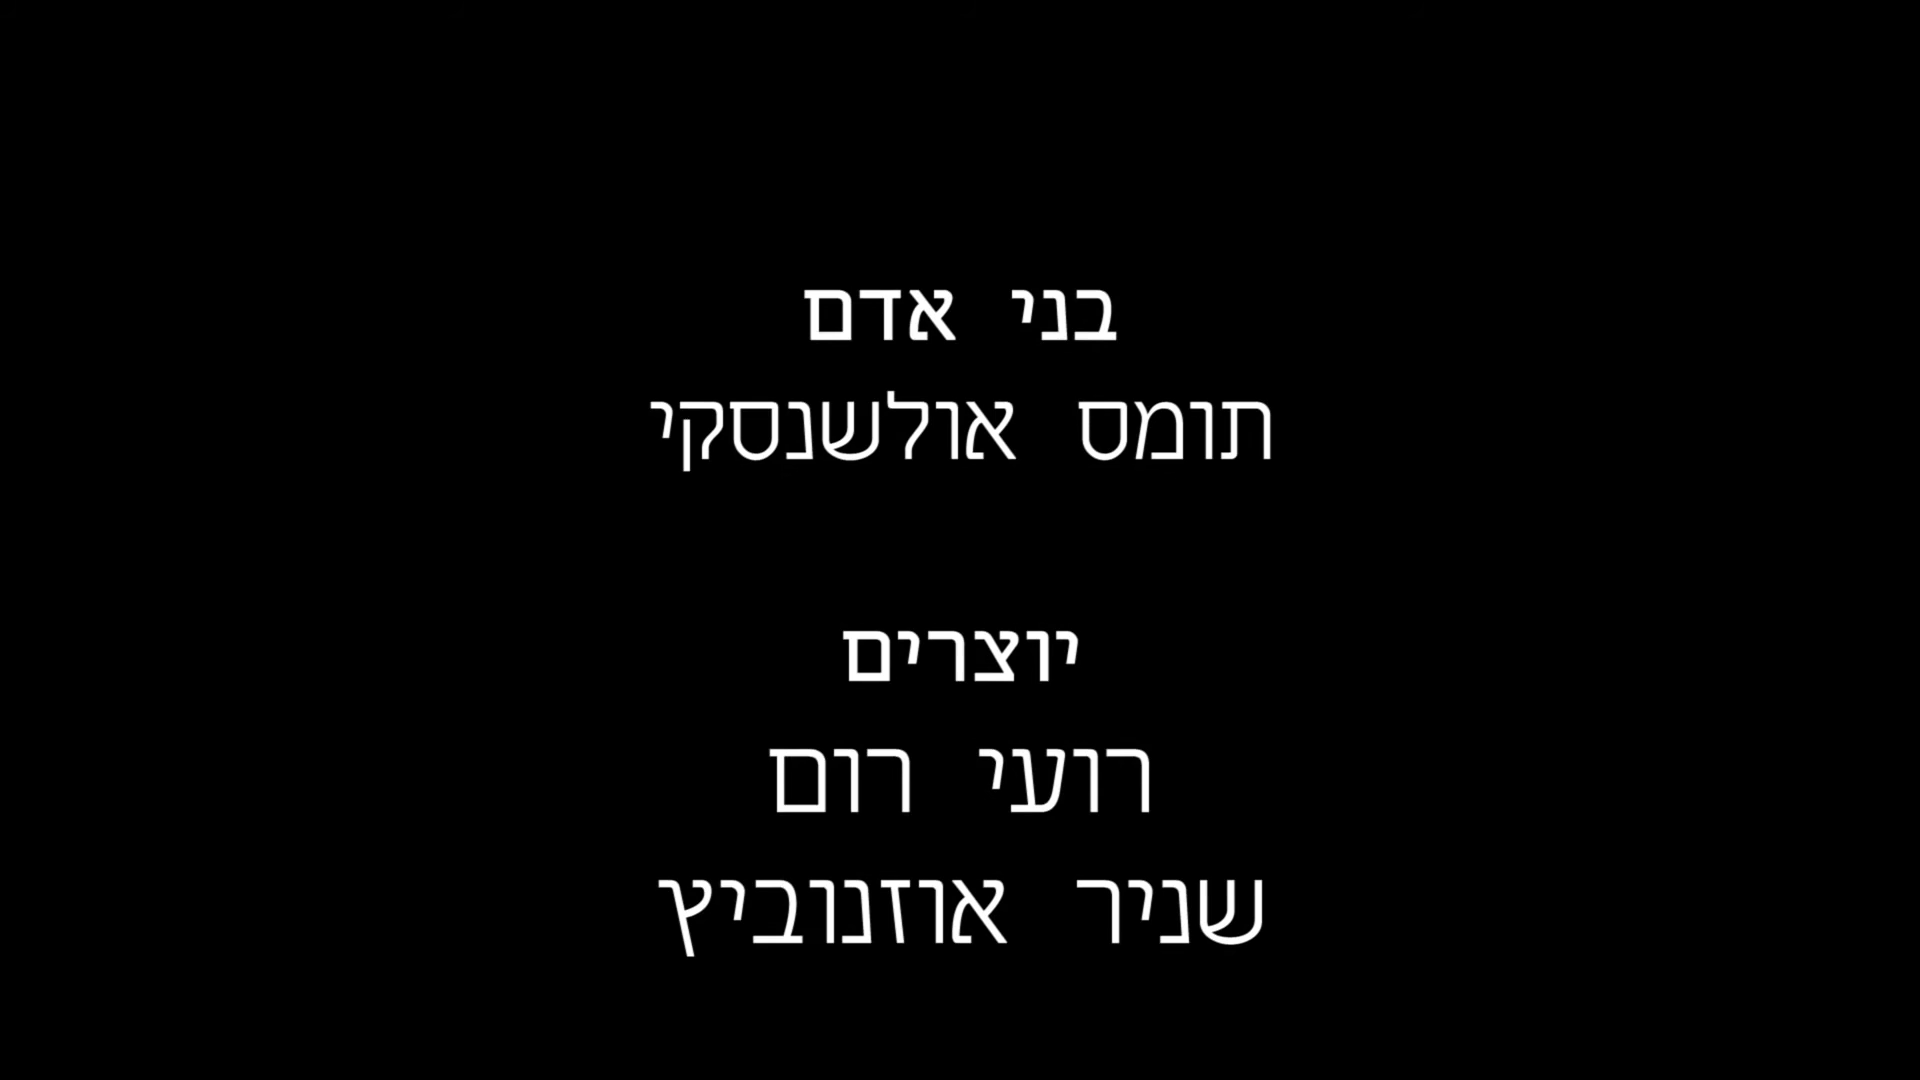 בני אדם
תומס אולשנסקי
יוצרים
רועי רום
שניר אוזנוביץ